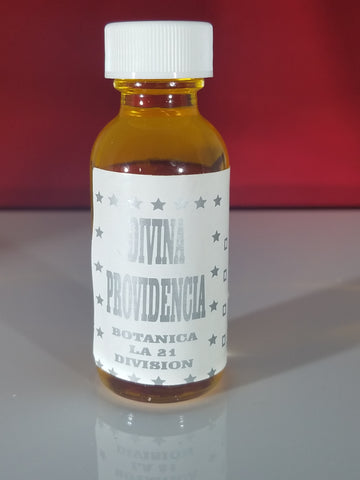 DIVINA
PROVIDENCIA
BOTANICA
LA 21
DIVISION